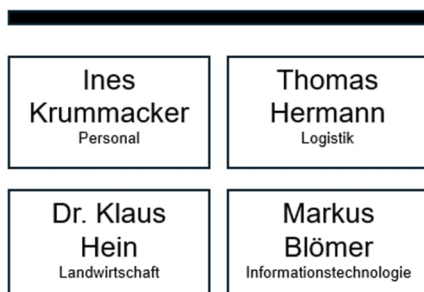 Ines
Krummacker
Personal
Thomas
Hermann
Logistik
Dr. Klaus
Hein
Landwirtschaft
Markus
Blömer
Informationstechnologie